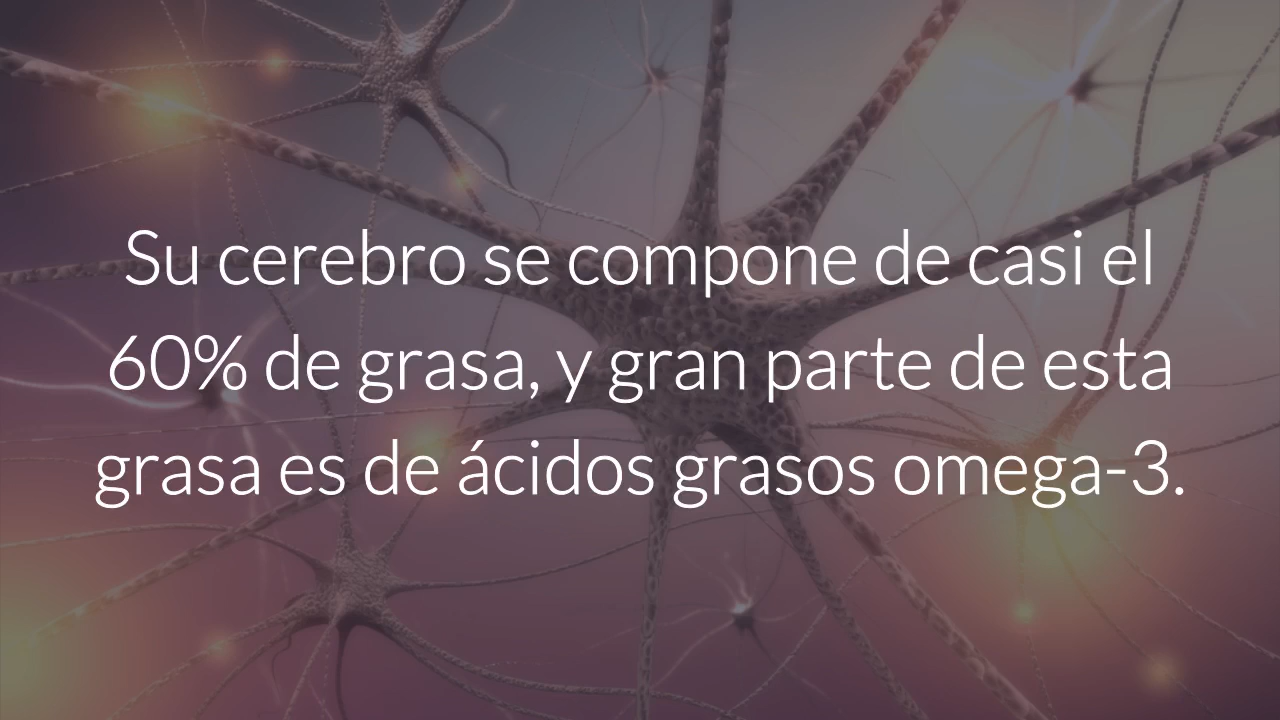 Su cerebro se compone de casi el
60% de grasa, y gran parte de esta
grasa es de ácidos grasos omega-3.